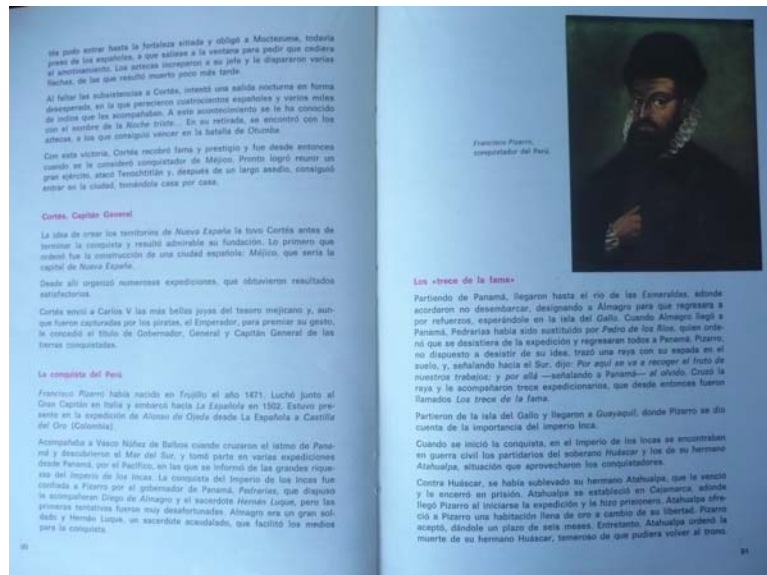 tés pudo entrar hasta la fortaleza sitiada y obligó a Moctezuma, todavía
preso de los españoles, a que saliese a la ventana para pedir que cediera
el amotinamiento. Los aztecas increparon a su jefe y le dispararon varias
flechas, de las que resultó muerto poco más tarde.
Al faltar las subsistencias a Cortés, intentó una salida nocturna en forma
desesperada, en la que perecieron cuatrocientos españoles y varios miles
de indios que les acompañaban. A este acontecimiento se le ha conocido
con el nombre de la Noche triste... En su retirada, se encontró con los
aztecas, a los que consiguió vencer en la batalla de Otumba.
Con esta victoria, Cortés recobró fama y prestigio y fue desde entonces
cuando se le consideró conquistador de Méjico. Pronto logró reunir un
gran ejército, atacó Tenochtitlán y, después de un largo asedio, consiguió
entrar en la ciudad, tomándola casa por casa.
Cortés, Capitán General
La idea de crear los territorios de Nueva España la tuvo Cortés antes de
terminar la conquista y resultó admirable su fundación. Lo primero que
ordenó fue la construcción de una ciudad española: Méjico, que sería la
capital de Nueva España.
Desde allí organizó numerosas expediciones, que obtuvieron resultados
satisfactorios.
Cortés envió a Carlos V las más bellas joyas del tesoro mejicano y, aun-
que fueron capturadas por los piratas, el Emperador, para premiar su gesto,
le concedió el título de Gobernador, General y Capitán General de las
tierras conquistadas.
La conquista del Perú
Francisco Pizarro había nacido en Trujillo el año 1471. Luchó junto al
Gran Capitán en Italia y embarcó hacia La Española en 1502. Estuvo pre-
sente en la expedición de Alonso de Ojeda desde La Española a Castilla
del Oro (Colombia).
Acompañaba a Vasco Núñez de Balboa cuando cruzaron el istmo de Pana-
má y descubrieron el Mar del Sur, y tomó parte en varias expediciones
desde Panamá, por el Pacífico, en las que se informó de las grandes rique-
zas del Imperio de los Incas. La conquista del Imperio de los Incas fue
confiada a Pizarro por el gobernador de Panamá, Pedrarias, que dispuso
le acompañaran Diego de Almagro y el sacerdote Hernán Luque, pero las
primeras tentativas fueron muy desafortunadas. Almagro era un gran sol-
dado y Hernán Luque, un sacerdote acaudalado, que facilitó los medios
para la conquista.
90
Francisco Pizarro,
conquistador del Perú.
Los «trece de la fama»
Partiendo de Panamá, llegaron hasta el río de las Esmeraldas, adonde
acordaron no desembarcar, designando a Almagro para que regresara a
por refuerzos, esperándole en la isla del Gallo. Cuando Almagro llegó a
Panamá, Pedrarias había sido sustituido por Pedro de los Ríos, quien orde-
nó que se desistiera de la expedición y regresaran todos a Panamá. Pizarro,
no dispuesto a desistir de su idea, trazó una raya con su espada en el
suelo, y, señalando hacia el Sur, dijo: Por aquí se va a recoger el fruto de
nuestros trabajos; y por allá —señalando a Panamá— al olvido. Cruzó la
raya y le acompañaron trece expedicionarios, que desde entonces fueron
llamados Los trece de la fama.
Partieron de la isla del Gallo y llegaron a Guayaquil, donde Pizarro se dio
cuenta de la importancia del imperio Inca.
Cuando se inició la conquista, en el Imperio de los Incas se encontraban
en guerra civil los partidarios del soberano Huáscar y los de su hermano
Atahualpa, situación que aprovecharon los conquistadores.
Contra Huáscar, se había sublevado su hermano Atahualpa, que le venció
y le encerró en prisión. Atahualpa se estableció en Cajamarca, adonde
llegó Pizarro al iniciarse la expedición y le hizo prisionero. Atahualpa ofre-
ció a Pizarro una habitación llena de oro a cambio de su libertad. Pizarro
aceptó, dándole un plazo de seis meses. Entretanto, Atahualpa ordenó la
muerte de su hermano Huáscar, temeroso de que pudiera volver al trono.
91